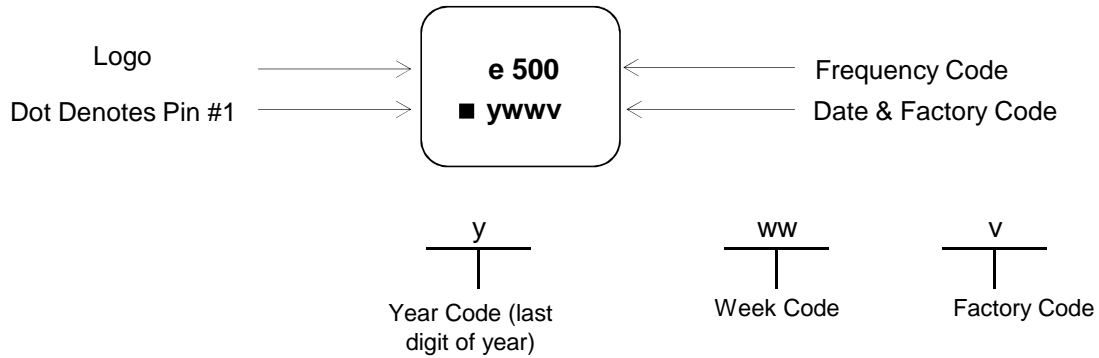 Logo
e 500
Frequency Code
Dot Denotes Pin #1
■ ywwv
Date & Factory Code
y
ww
v
Year Code (last
digit of year)
Week Code
Factory Code